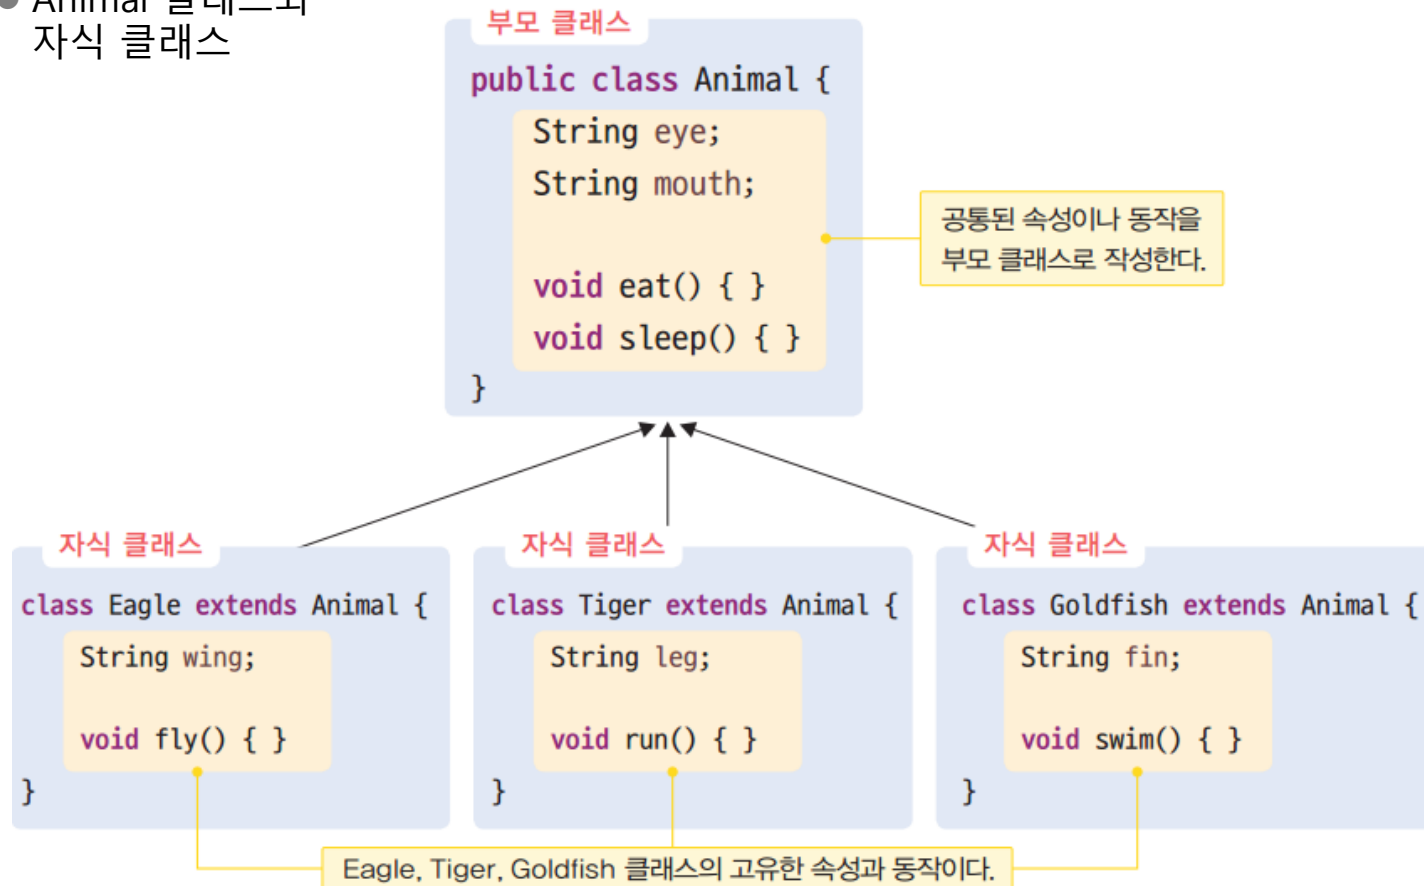 Animal 클래스와
자식 클래스
부모 클래스
public class Animal {
String eye;
String mouth;
void eat() { }
void sleep() { }
}
공통된 속성이나 동작을
부모 클래스로 작성한다.
자식 클래스
class Eagle extends Animal {
String wing;
void fly() { }
}
자식 클래스
class Tiger extends Animal {
String leg;
void run() { }
}
자식 클래스
class Goldfish extends Animal {
String fin;
void swim() { }
}
Eagle, Tiger, Goldfish 클래스의 고유한 속성과 동작이다.